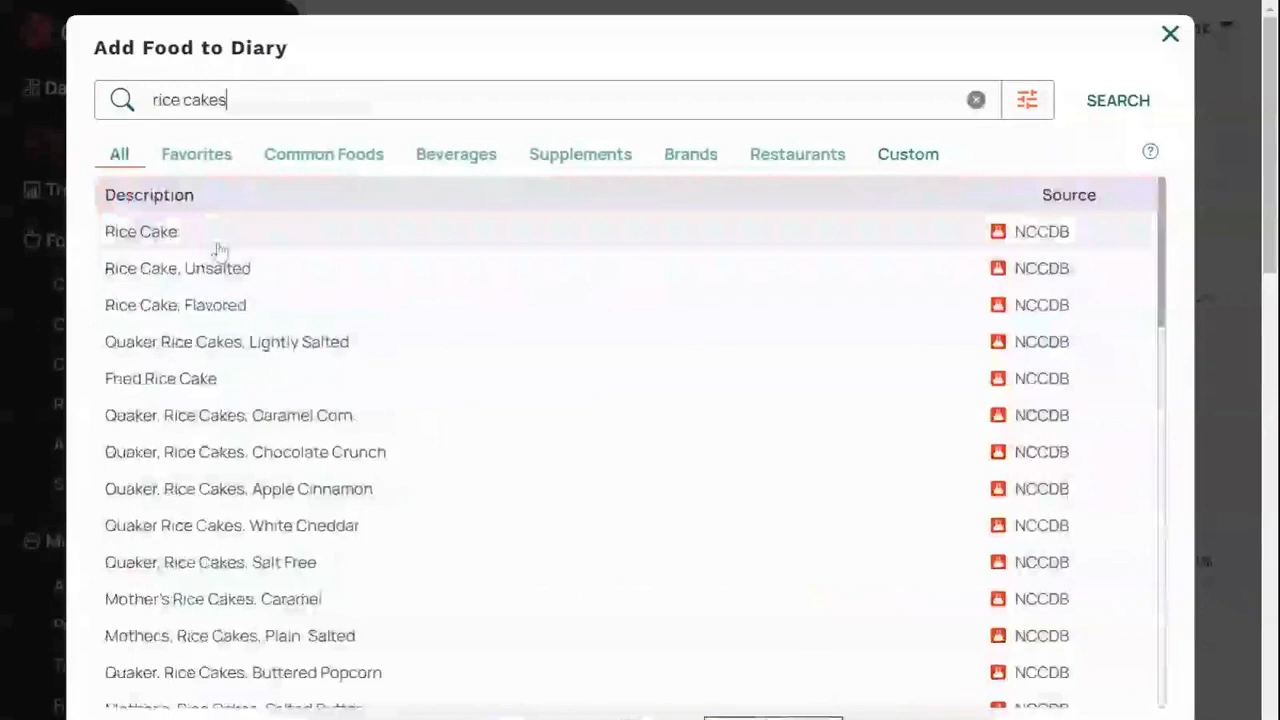 Add Food to Diary
rice cakes
SEARCH
All Favorites Common Foods Beverages Supplements Brands Restaurants Custom
Description Source
Rice Cake NCCDB
Rice Cake, Unsalted NCCDB
Rice Cake, Flavored NCCDB
Quaker Rice Cakes, Lightly Salted NCCDB
Fried Rice Cake NCCDB
Quaker, Rice Cakes, Caramel Corn NCCDB
Quaker, Rice Cakes, Chocolate Crunch NCCDB
Quaker, Rice Cakes, Apple Cinnamon NCCDB
Quaker Rice Cakes, White Cheddar NCCDB
Quaker, Rice Cakes, Salt Free NCCDB
Mother's Rice Cakes, Caramel NCCDB
Mothers, Rice Cakes, Plain Salted NCCDB
Quaker, Rice Cakes, Buttered Popcorn NCCDB